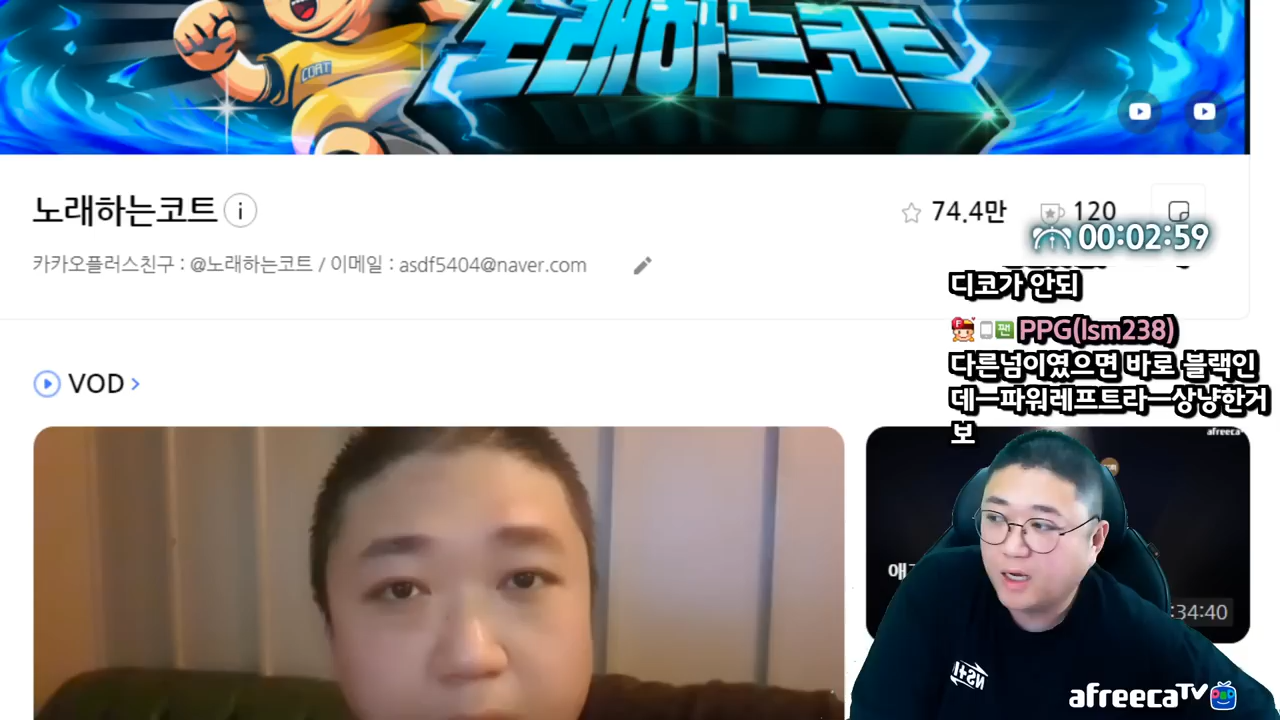 노래하는코트
COAT
노래하는코트 i
74.4만
120
00:02:59
카카오플러스친구 : @노래하는코트 / 이메일 : asdf5404@naver.com
디코가 안되
F 팬 PPG(lsm238)
다른넘이였으면 바로 블랙인
데ㅡ파워레프트라ㅡ상냥한거
보
VOD >
afreeca
:34:40
afreecaTV